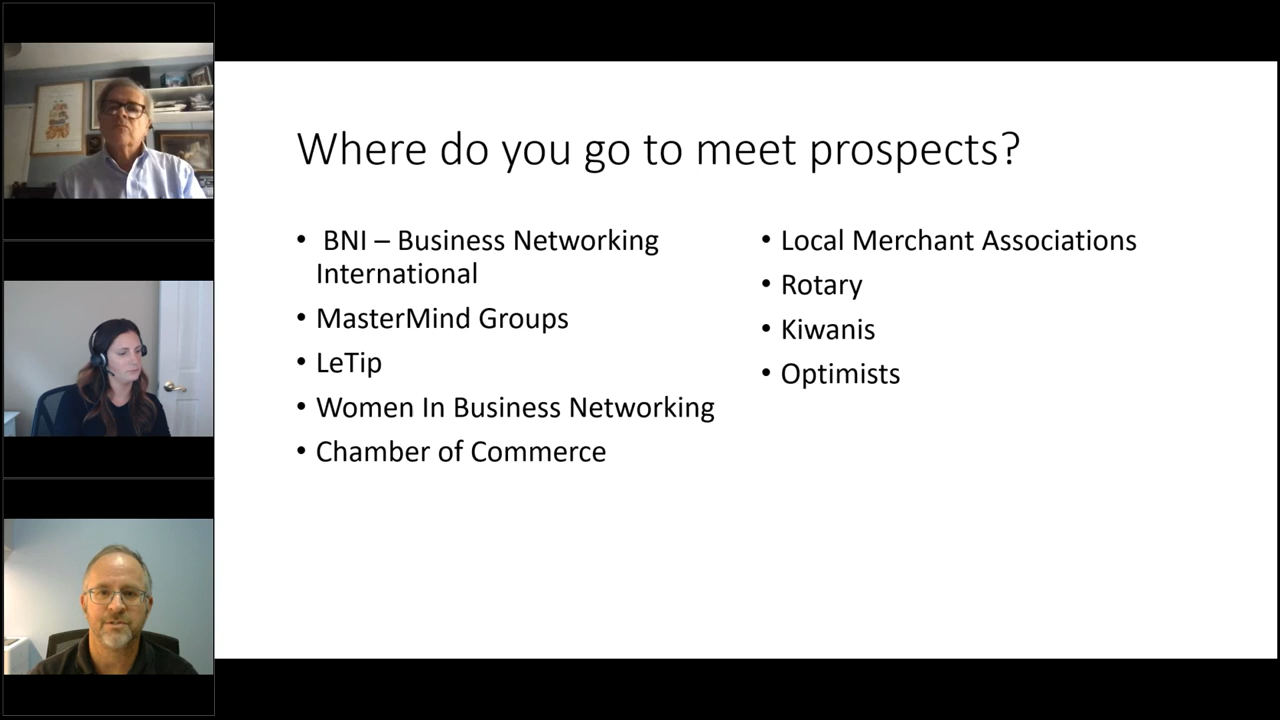 Where do you go to meet prospects?
• BNI – Business Networking
International
• MasterMind Groups
• LeTip
• Women In Business Networking
• Chamber of Commerce
• Local Merchant Associations
• Rotary
• Kiwanis
• Optimists